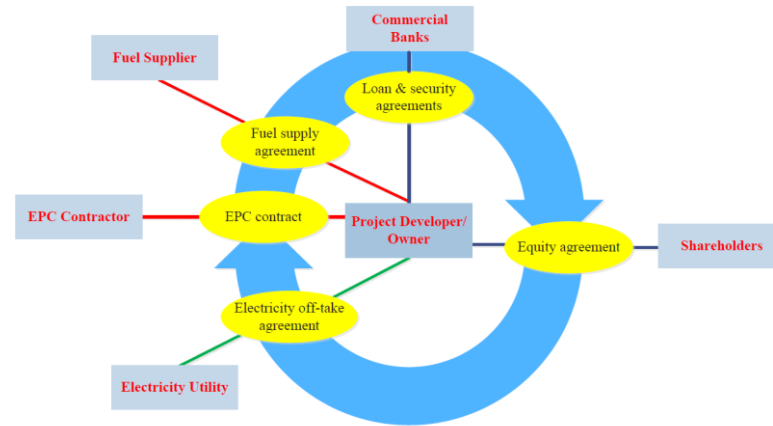 Commercial
Banks
Fuel Supplier
Loan & security
agreements
Fuel supply
agreement
EPC Contractor
EPC contract
Project Developer/
Owner
Equity agreement
Shareholders
Electricity off-take
agreement
Electricity Utility